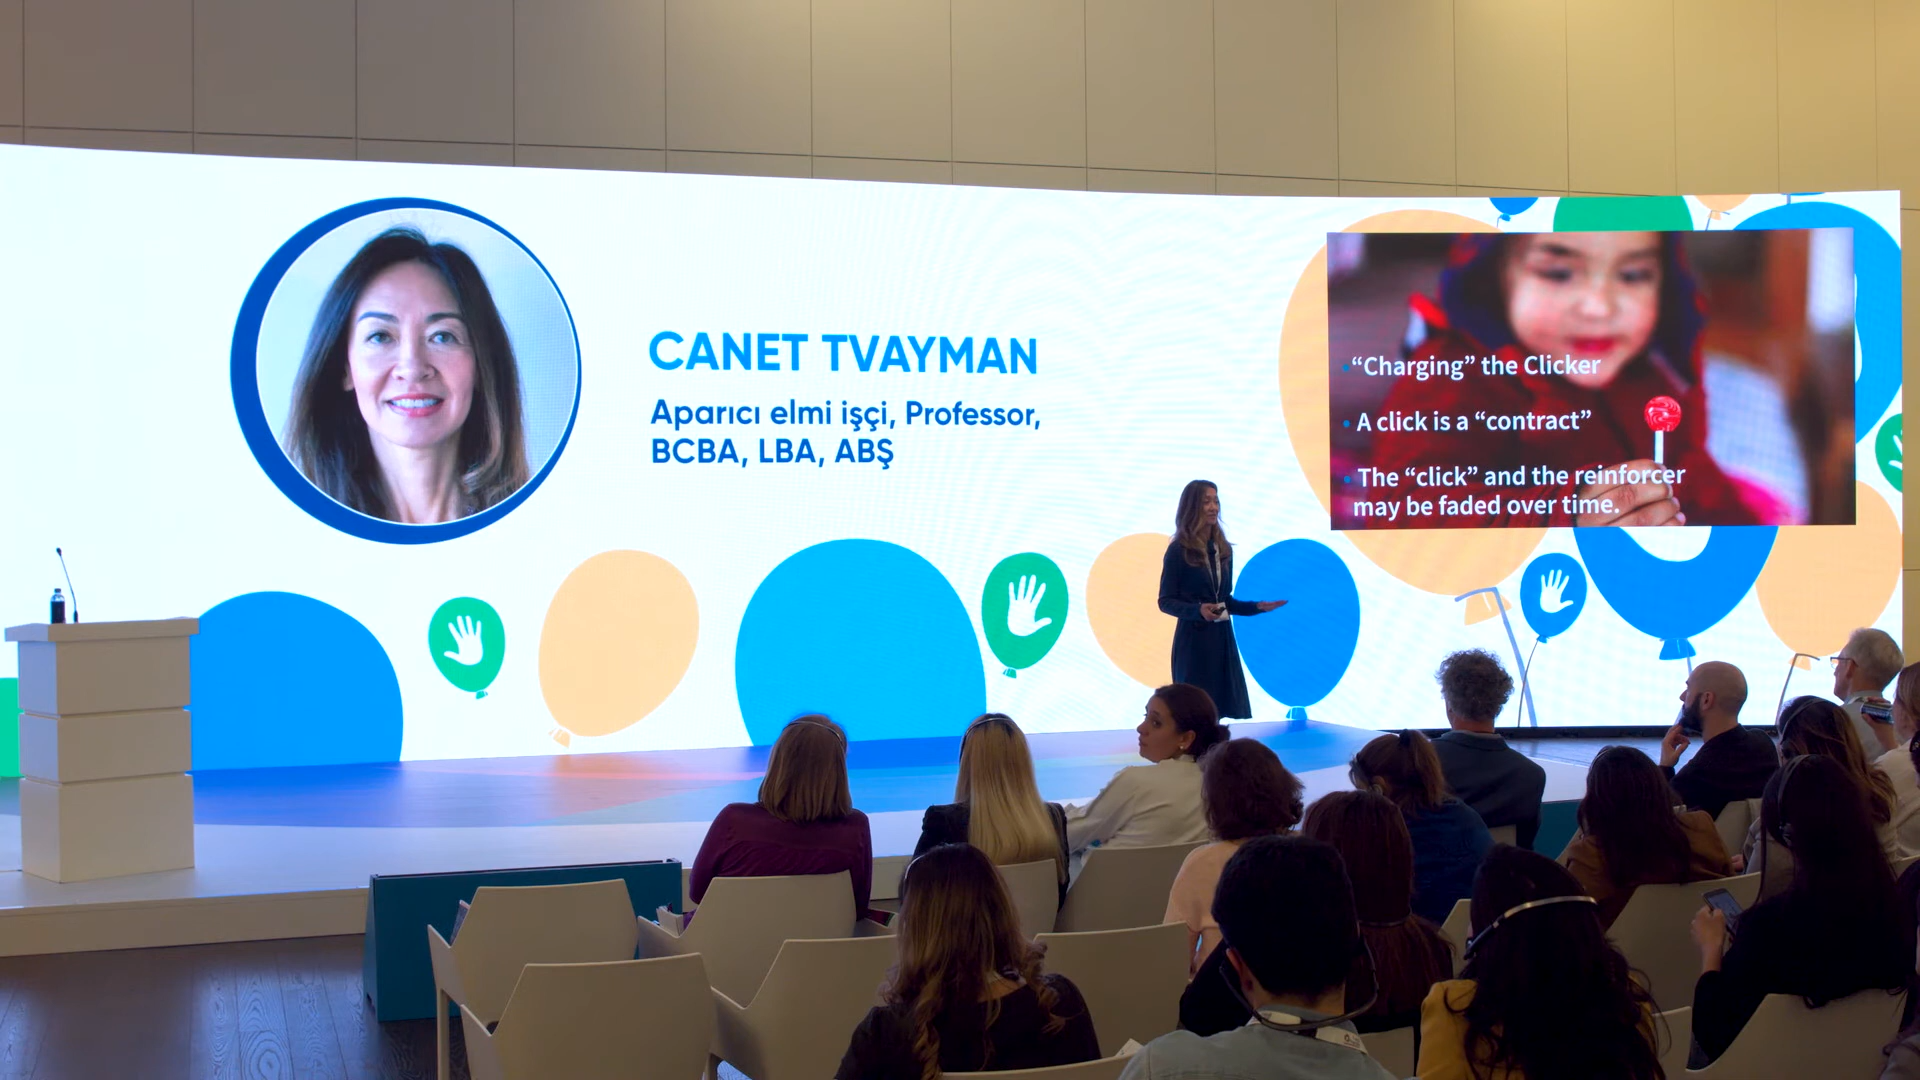 CANET TVAYMAN
Aparıcı elmi işçi, Professor,
BCBA, LBA, ABŞ
“Charging” the Clicker
A click is a “contract”
The “click” and the reinforcer
may be faded over time.